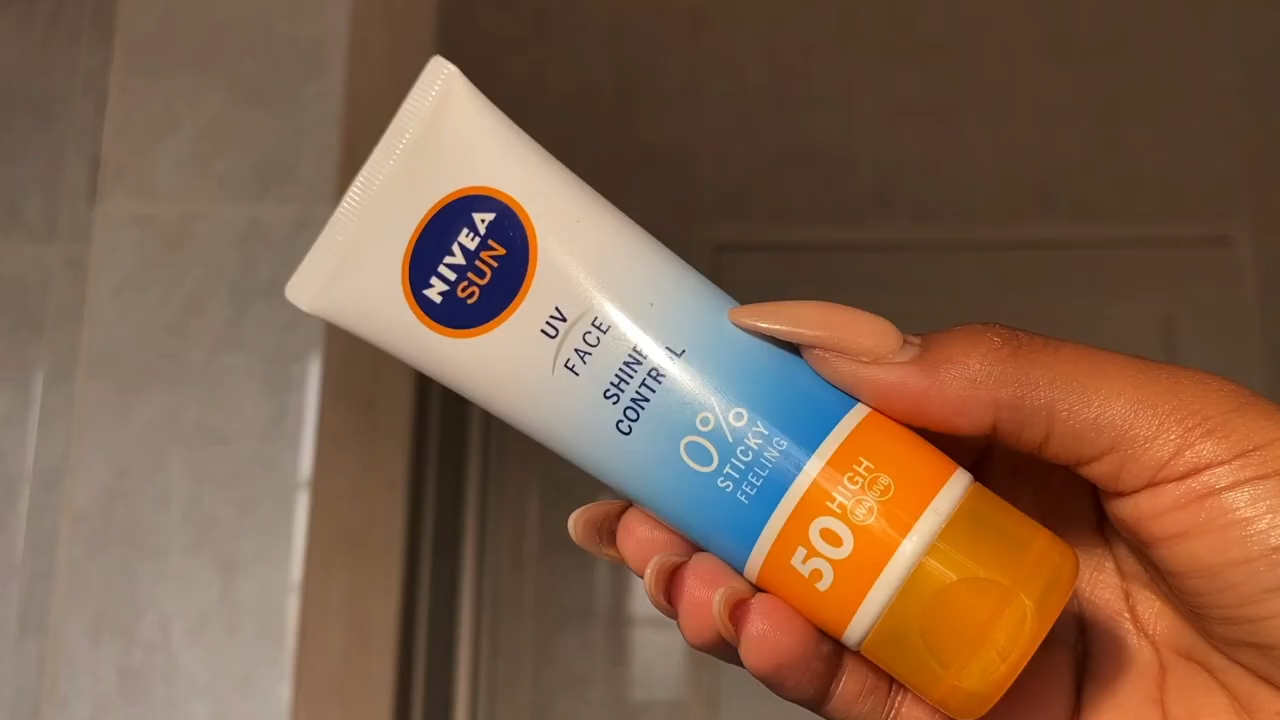 NIVEA
SUN
UV
FACE
SHINE
CONTROL
0%
STICKY
FEELING
50 HIGH
UVA UVB